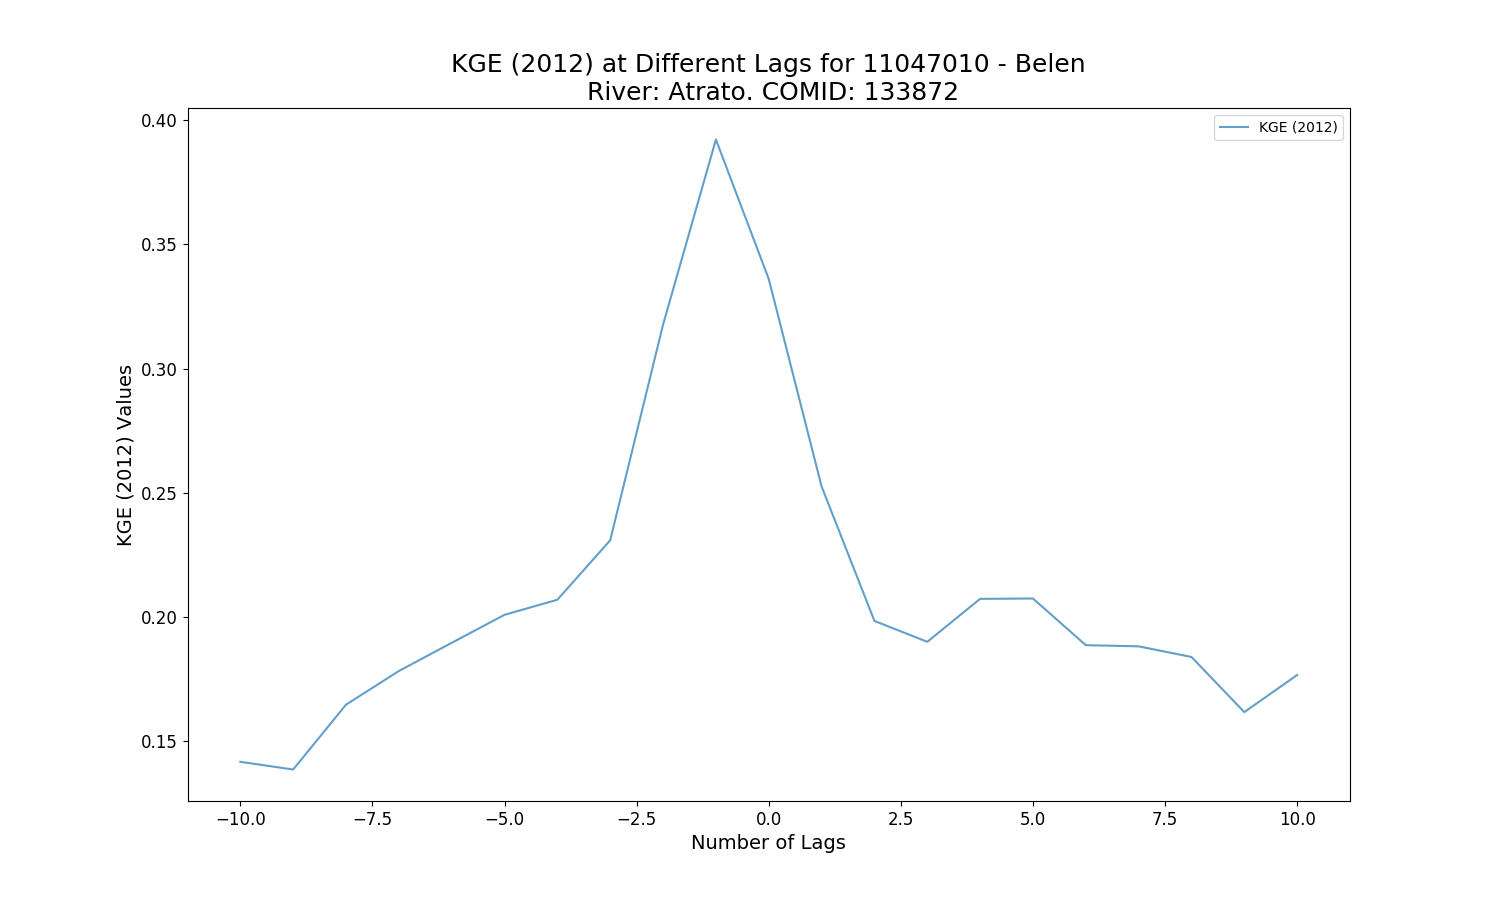 KGE (2012) at Different Lags for 11047010 - Belen
River: Atrato. COMID: 133872
KGE (2012)
KGE (2012) Values
0.40
0.35
0.30
0.25
0.20
0.15
−10.0 −7.5 −5.0 −2.5 0.0 2.5 5.0 7.5 10.0
Number of Lags